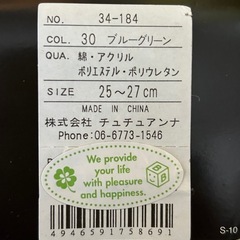 NO. 34-184
COL. 30 ブルーグリーン
QUA. 綿・アクリル
ポリエステル・ポリウレタン
SIZE 25～27cm
MADE IN CHINA
株式会社 チュチュアンナ
Phone:06-6773-1546
We provide
your life
with pleasure
and happiness.
4946591758691
S-10